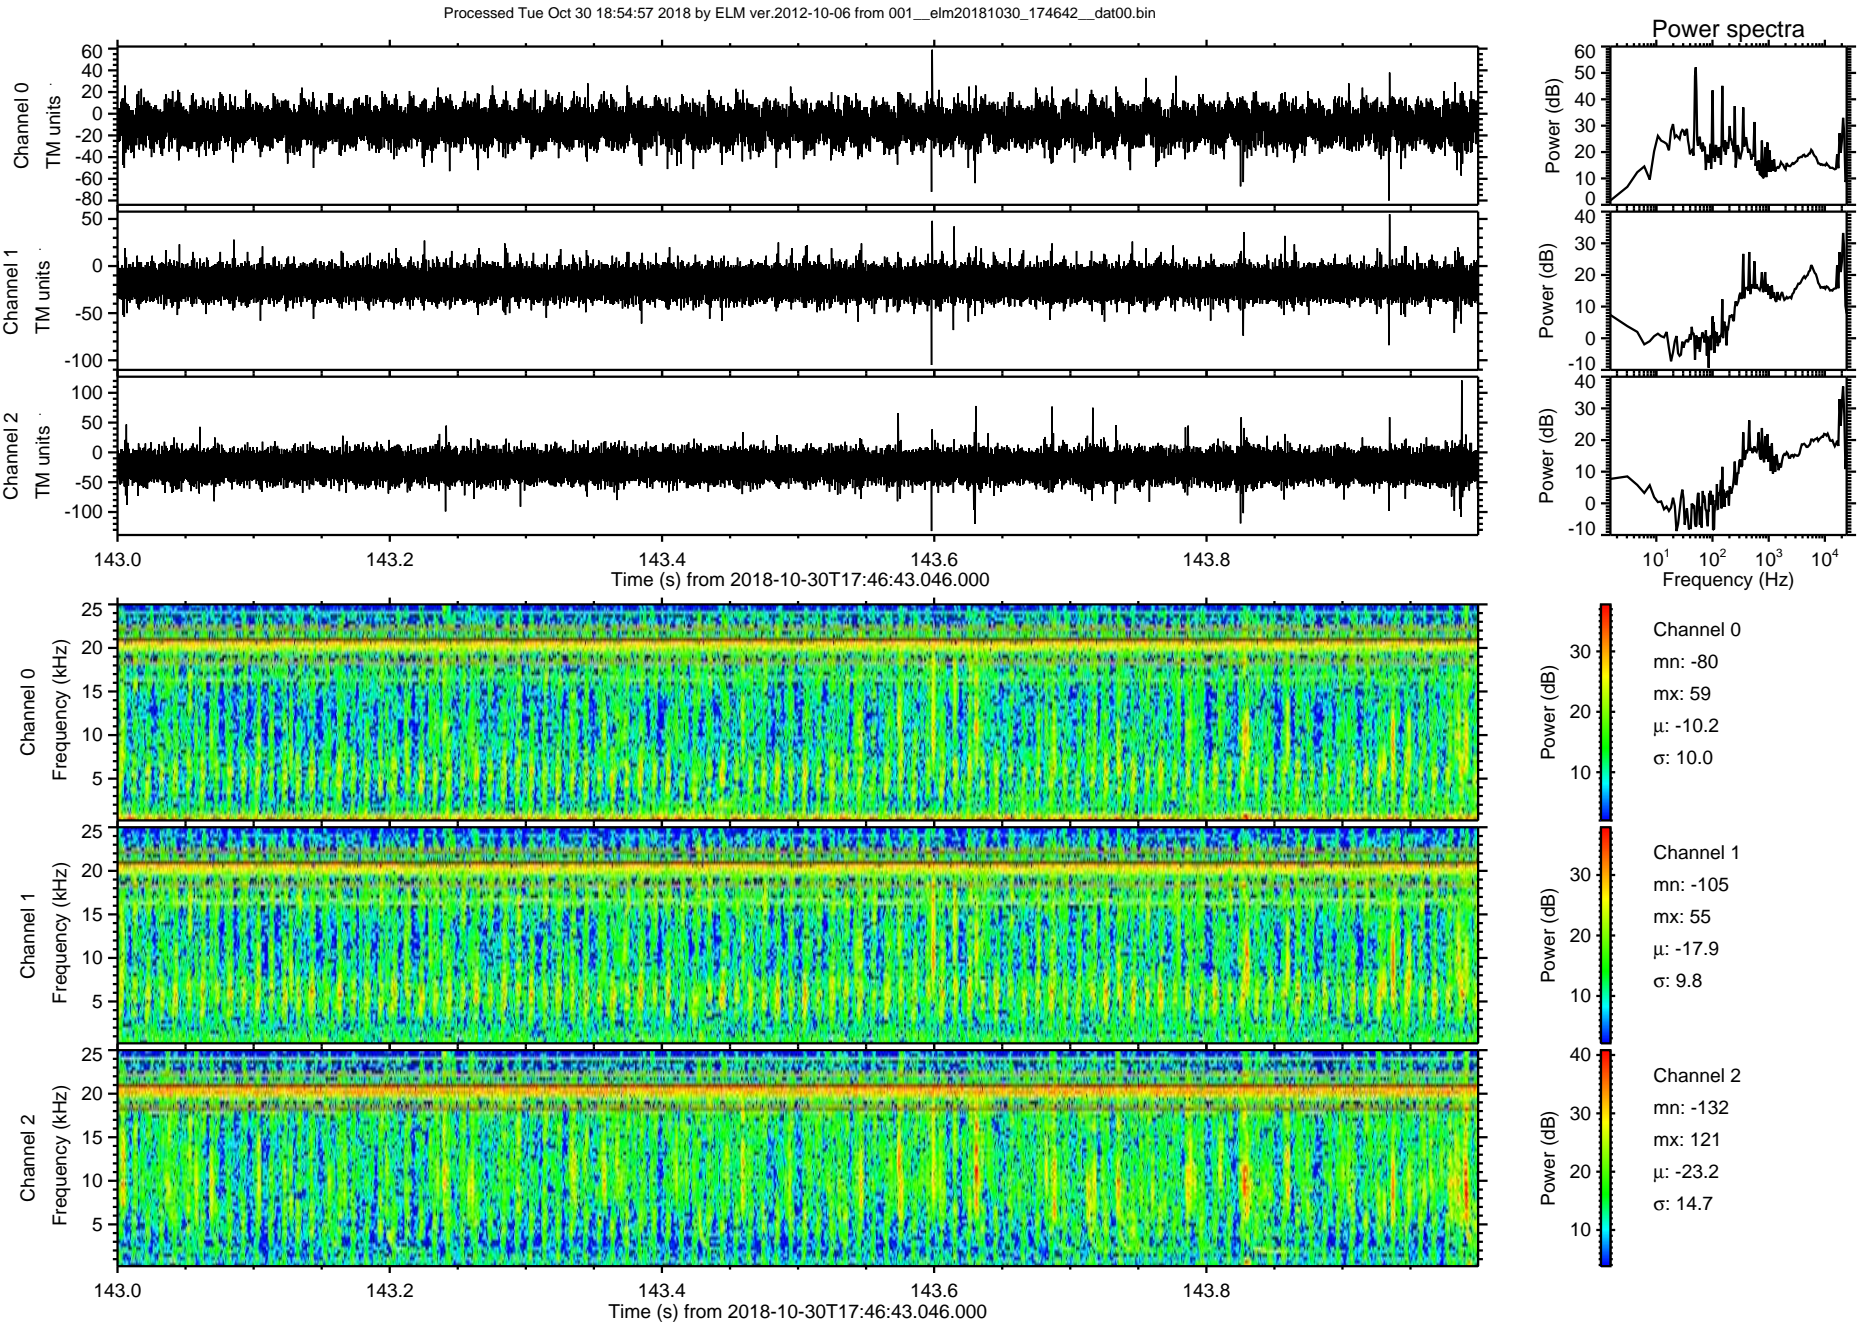 Processed Tue Oct 30 18:54:57 2018 by ELM ver.2012-10-06 from 001__elm20181030_174642__dat00.bin
Power spectra
Channel 0
TM units
60
40
20
0
-20
-40
-60
-80
Power (dB)
60
50
40
30
20
10
0
Channel 1
TM units
50
0
-50
-100
Power (dB)
40
30
20
10
0
-10
Channel 2
TM units
100
50
0
-50
-100
Power (dB)
40
30
20
10
0
-10
143.0 143.2 143.4 143.6 143.8
Time (s) from 2018-10-30T17:46:43.046.000
10^1 10^2 10^3 10^4
Frequency (Hz)
Channel 0
Frequency (kHz)
25
20
15
10
5
Power (dB)
30
20
10
Channel 0
mn: -80
mx: 59
μ: -10.2
σ: 10.0
Channel 1
Frequency (kHz)
25
20
15
10
5
Power (dB)
30
20
10
Channel 1
mn: -105
mx: 55
μ: -17.9
σ: 9.8
Channel 2
Frequency (kHz)
25
20
15
10
5
Power (dB)
40
30
20
10
Channel 2
mn: -132
mx: 121
μ: -23.2
σ: 14.7
143.0 143.2 143.4 143.6 143.8
Time (s) from 2018-10-30T17:46:43.046.000